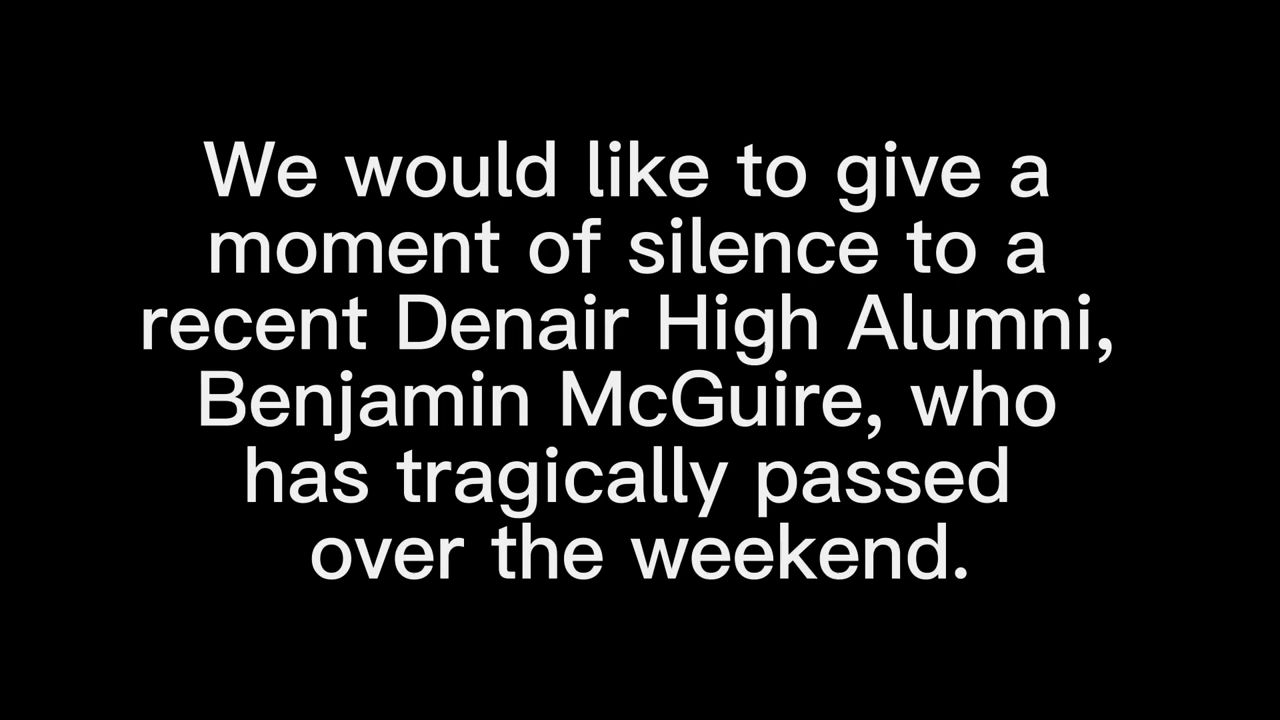 We would like to give a
moment of silence to a
recent Denair High Alumni,
Benjamin McGuire, who
has tragically passed
over the weekend.